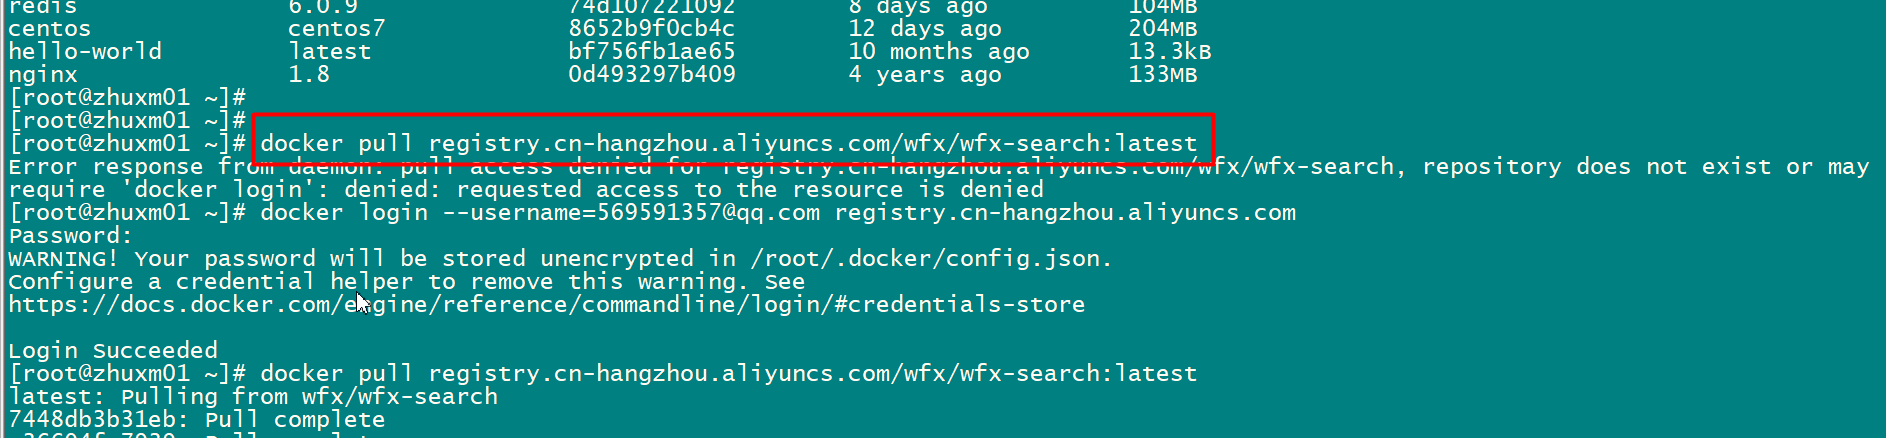 redis 6.0.9 74d107221092 8 days ago 104MB
centos centos7 8652b9f0cb4c 12 days ago 204MB
hello-world latest bf756fb1ae65 10 months ago 13.3kB
nginx 1.8 0d493297b409 4 years ago 133MB
[root@zhuxm01 ~]#
[root@zhuxm01 ~]#
[root@zhuxm01 ~]# docker pull registry.cn-hangzhou.aliyuncs.com/wfx/wfx-search:latest
Error response from daemon: pull access denied for registry.cn-hangzhou.aliyuncs.com/wfx/wfx-search, repository does not exist or may
require 'docker login': denied: requested access to the resource is denied
[root@zhuxm01 ~]# docker login --username=569591357@qq.com registry.cn-hangzhou.aliyuncs.com
Password:
WARNING! Your password will be stored unencrypted in /root/.docker/config.json.
Configure a credential helper to remove this warning. See
https://docs.docker.com/engine/reference/commandline/login/#credentials-store
Login Succeeded
[root@zhuxm01 ~]# docker pull registry.cn-hangzhou.aliyuncs.com/wfx/wfx-search:latest
latest: Pulling from wfx/wfx-search
7448db3b31eb: Pull complete